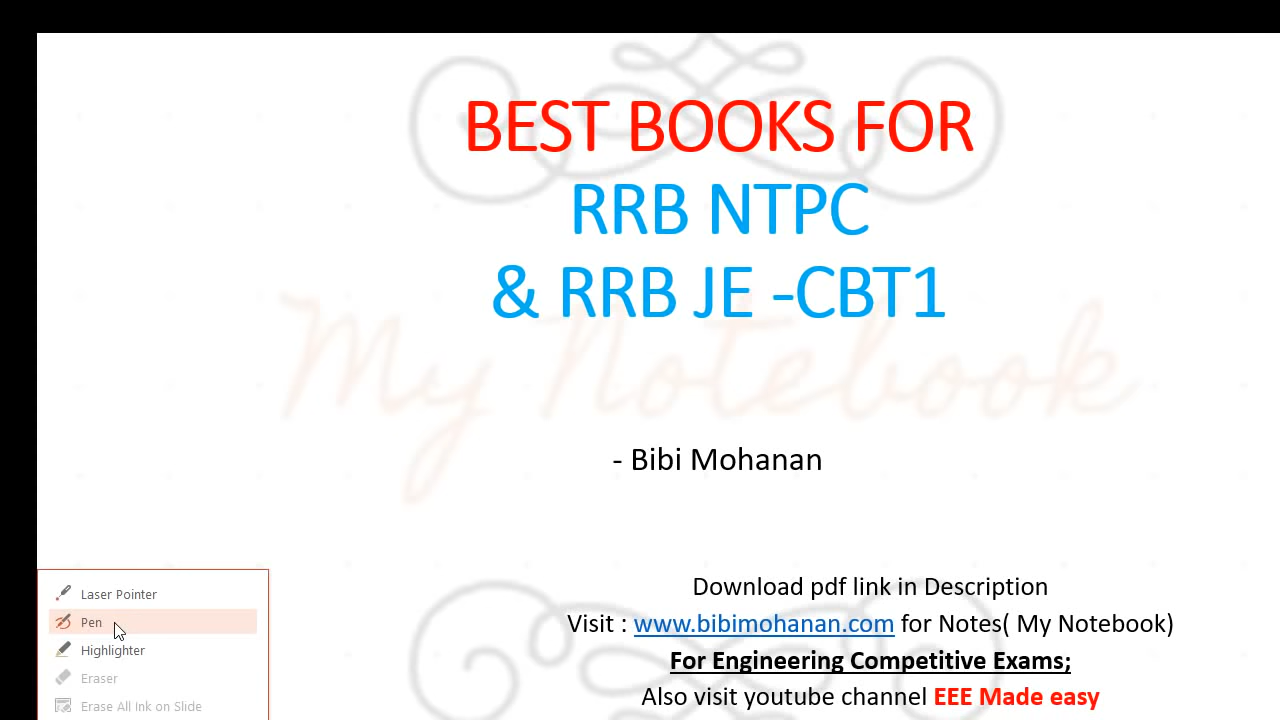 BEST BOOKS FOR
RRB NTPC
& RRB JE -CBT1
My Notebook
- Bibi Mohanan
Download pdf link in Description
Visit : www.bibimohanan.com for Notes( My Notebook)
For Engineering Competitive Exams;
Also visit youtube channel EEE Made easy
Laser Pointer
Pen
Highlighter
Eraser
Erase All Ink on Slide